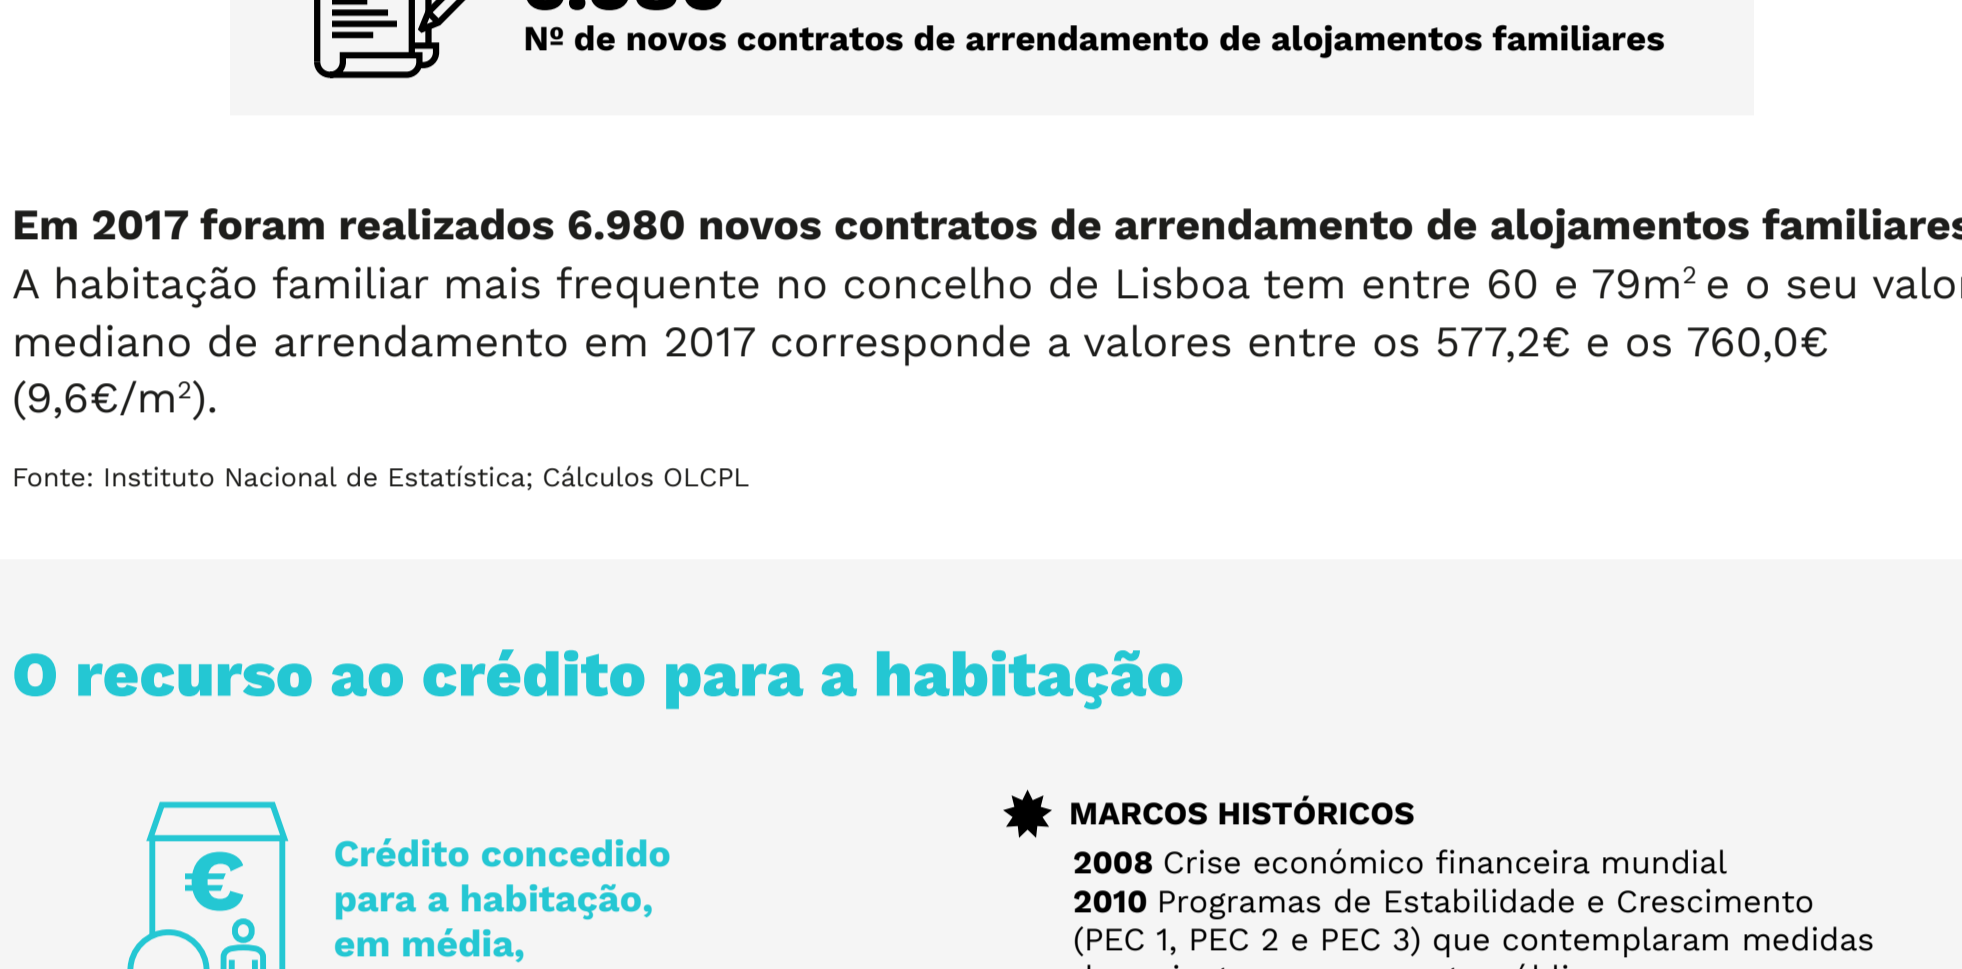 Nº de novos contratos de arrendamento de alojamentos familiares
Em 2017 foram realizados 6.980 novos contratos de arrendamento de alojamentos familiares
A habitação familiar mais frequente no concelho de Lisboa tem entre 60 e 79m² e o seu valor
mediano de arrendamento em 2017 corresponde a valores entre os 577,2€ e os 760,0€
(9,6€/m²).
Fonte: Instituto Nacional de Estatística; Cálculos OLCPL
O recurso ao crédito para a habitação
€
Crédito concedido
para a habitação,
em média,
MARCOS HISTÓRICOS
2008 Crise económico financeira mundial
2010 Programas de Estabilidade e Crescimento
(PEC 1, PEC 2 e PEC 3) que contemplaram medidas